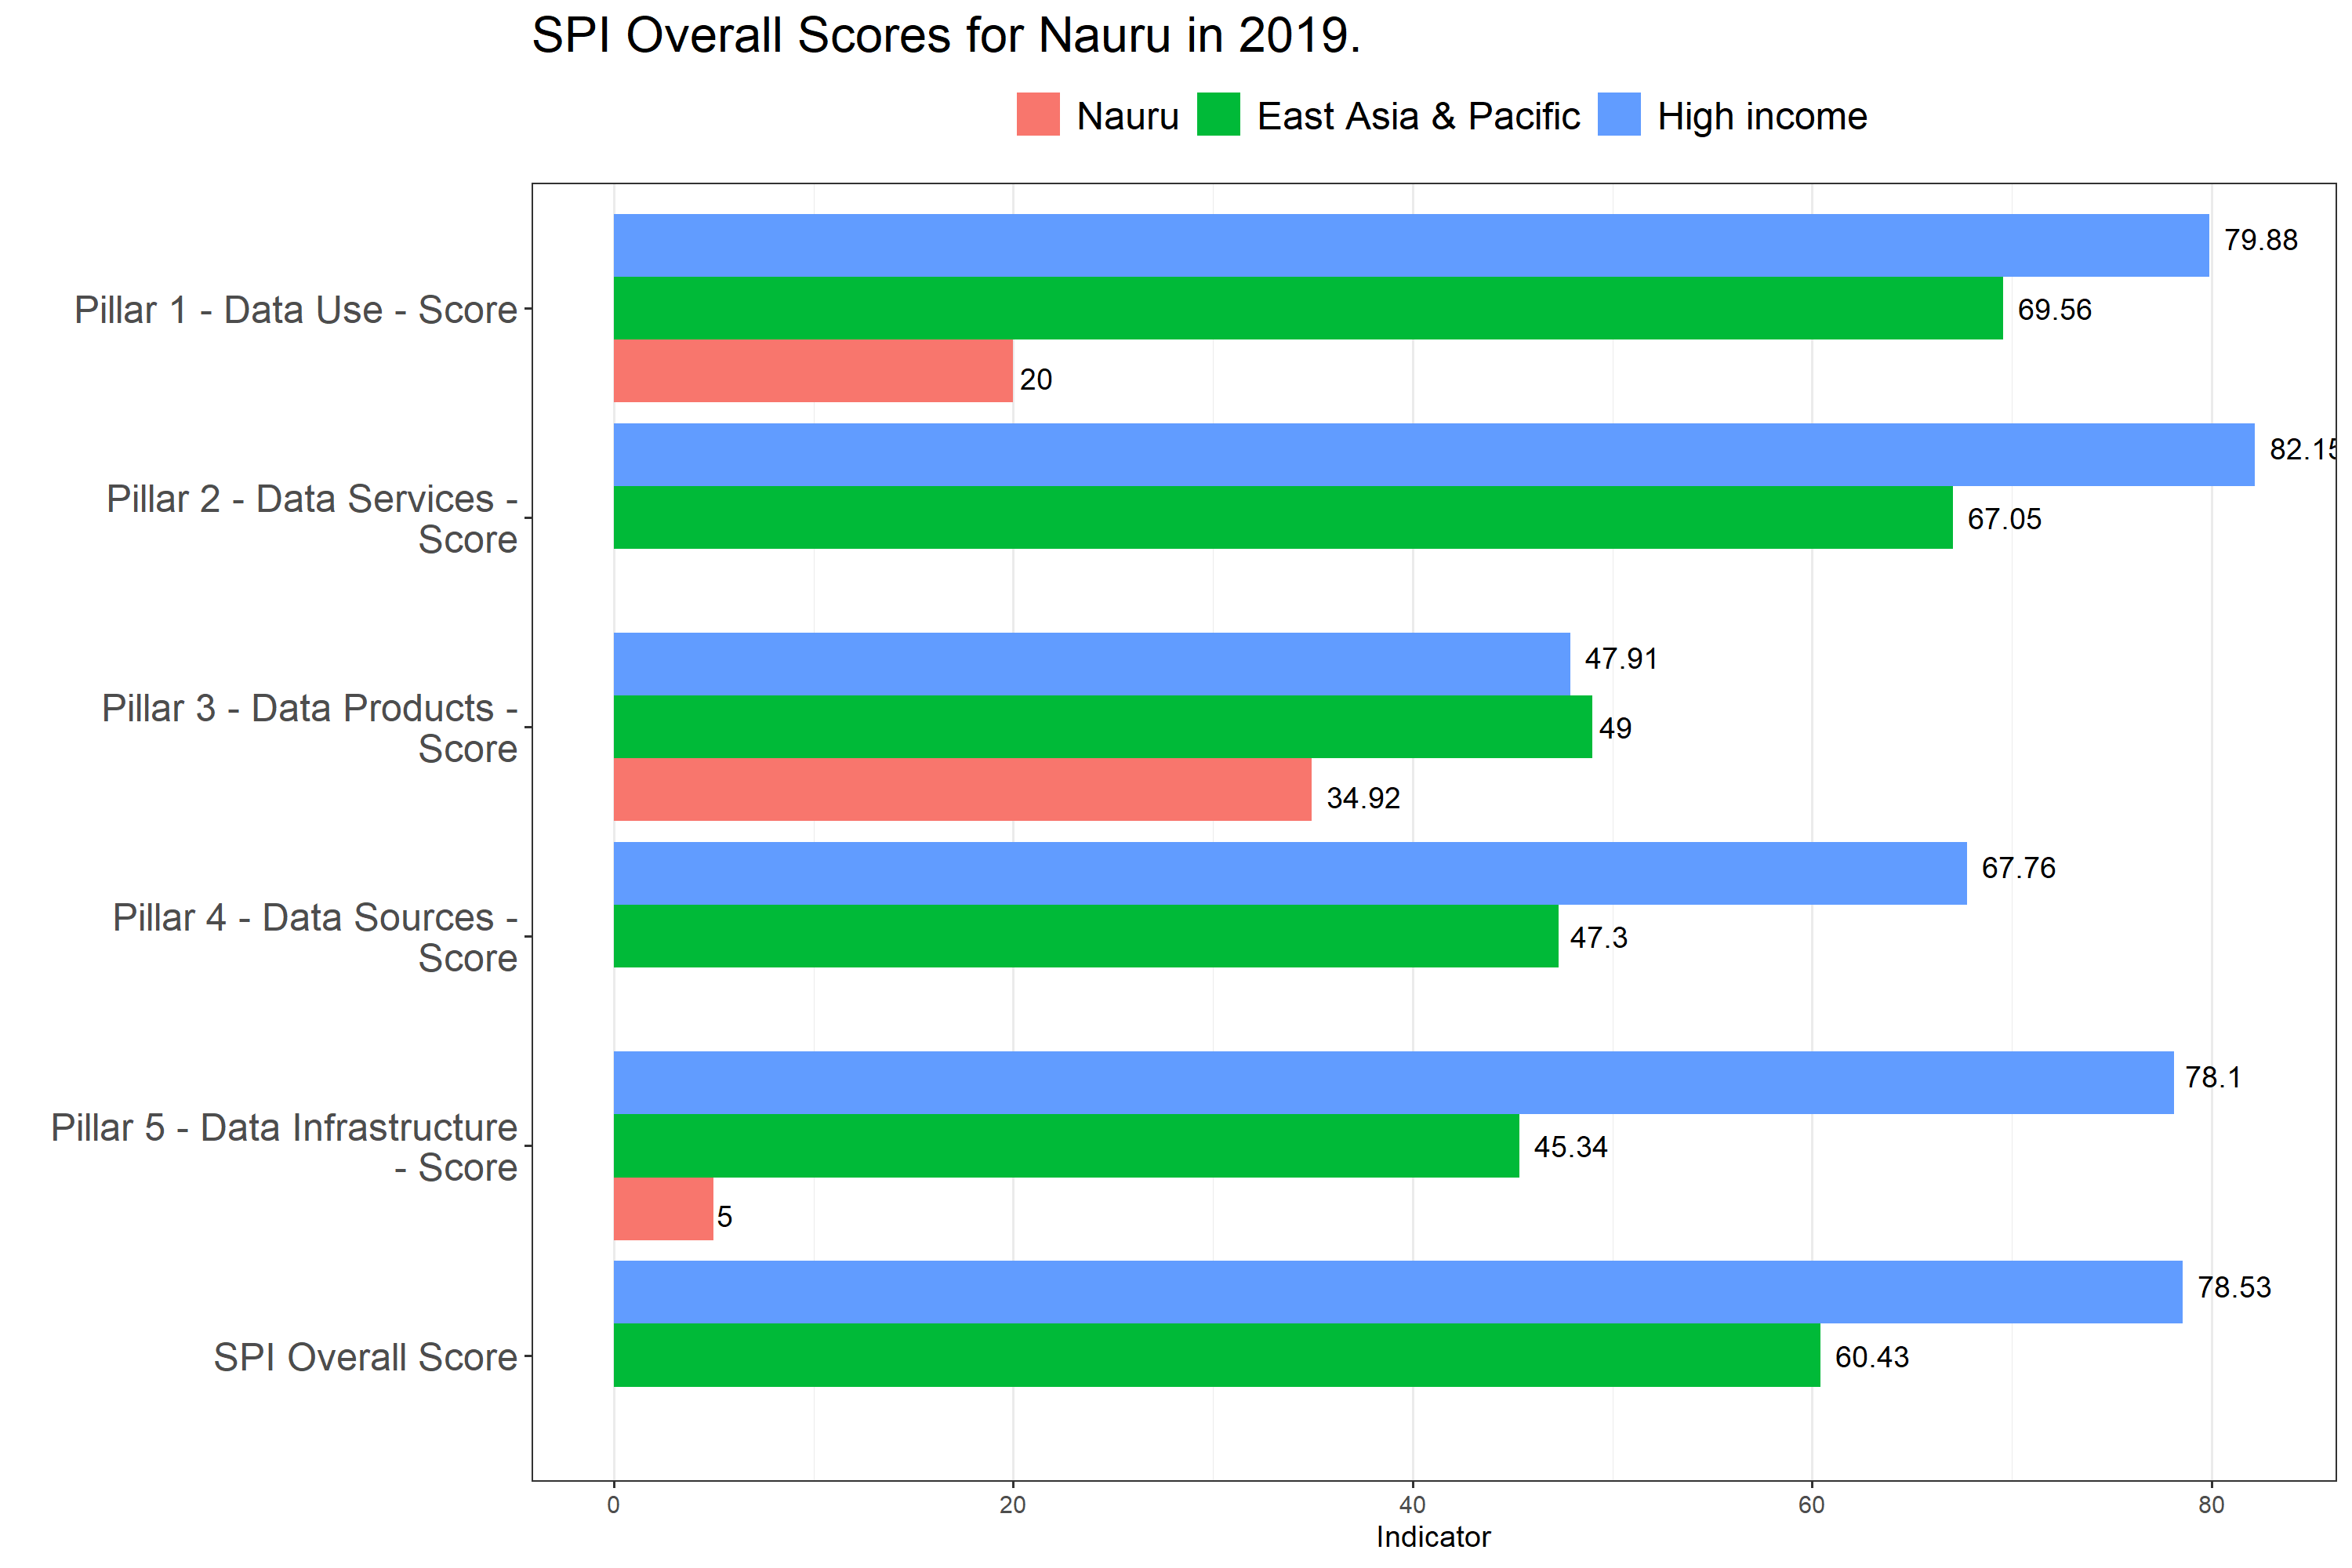 SPI Overall Scores for Nauru in 2019.
Nauru East Asia & Pacific High income
79.88
Pillar 1 - Data Use - Score
69.56
20
82.15
Pillar 2 - Data Services -
Score
67.05
47.91
Pillar 3 - Data Products -
Score
49
34.92
67.76
Pillar 4 - Data Sources -
Score
47.3
78.1
Pillar 5 - Data Infrastructure
- Score
45.34
5
78.53
SPI Overall Score
60.43
0 20 40 60 80
Indicator